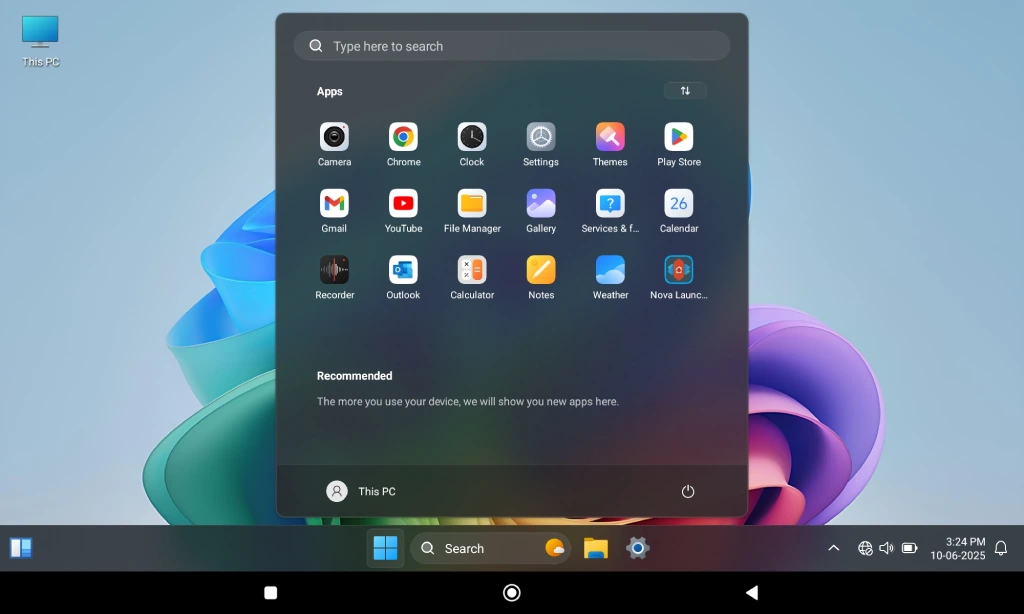 This PC
Type here to search
Apps
Camera Chrome Clock Settings Themes Play Store
Gmail YouTube File Manager Gallery Services & f... 26 Calendar
Recorder Outlook Calculator Notes Weather Nova Launc...
Recommended
The more you use your device, we will show you new apps here.
This PC
Search
3:24 PM
10-06-2025